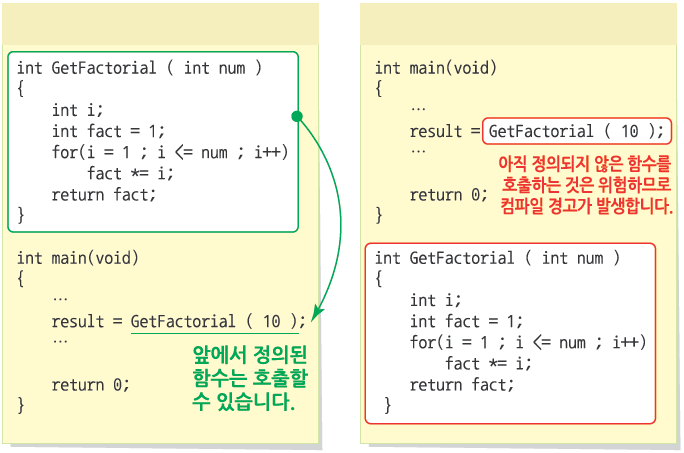 int GetFactorial ( int num )
{
int i;
int fact = 1;
for(i = 1 ; i <= num ; i++)
fact *= i;
return fact;
}
int main(void)
{
…
result = GetFactorial ( 10 );
…
앞에서 정의된
함수는 호출할
수 있습니다.
return 0;
}
int main(void)
{
…
result = GetFactorial ( 10 );
…
아직 정의되지 않은 함수를
호출하는 것은 위험하므로
컴파일 경고가 발생합니다.
return 0;
}
int GetFactorial ( int num )
{
int i;
int fact = 1;
for(i = 1 ; i <= num ; i++)
fact *= i;
return fact;
}